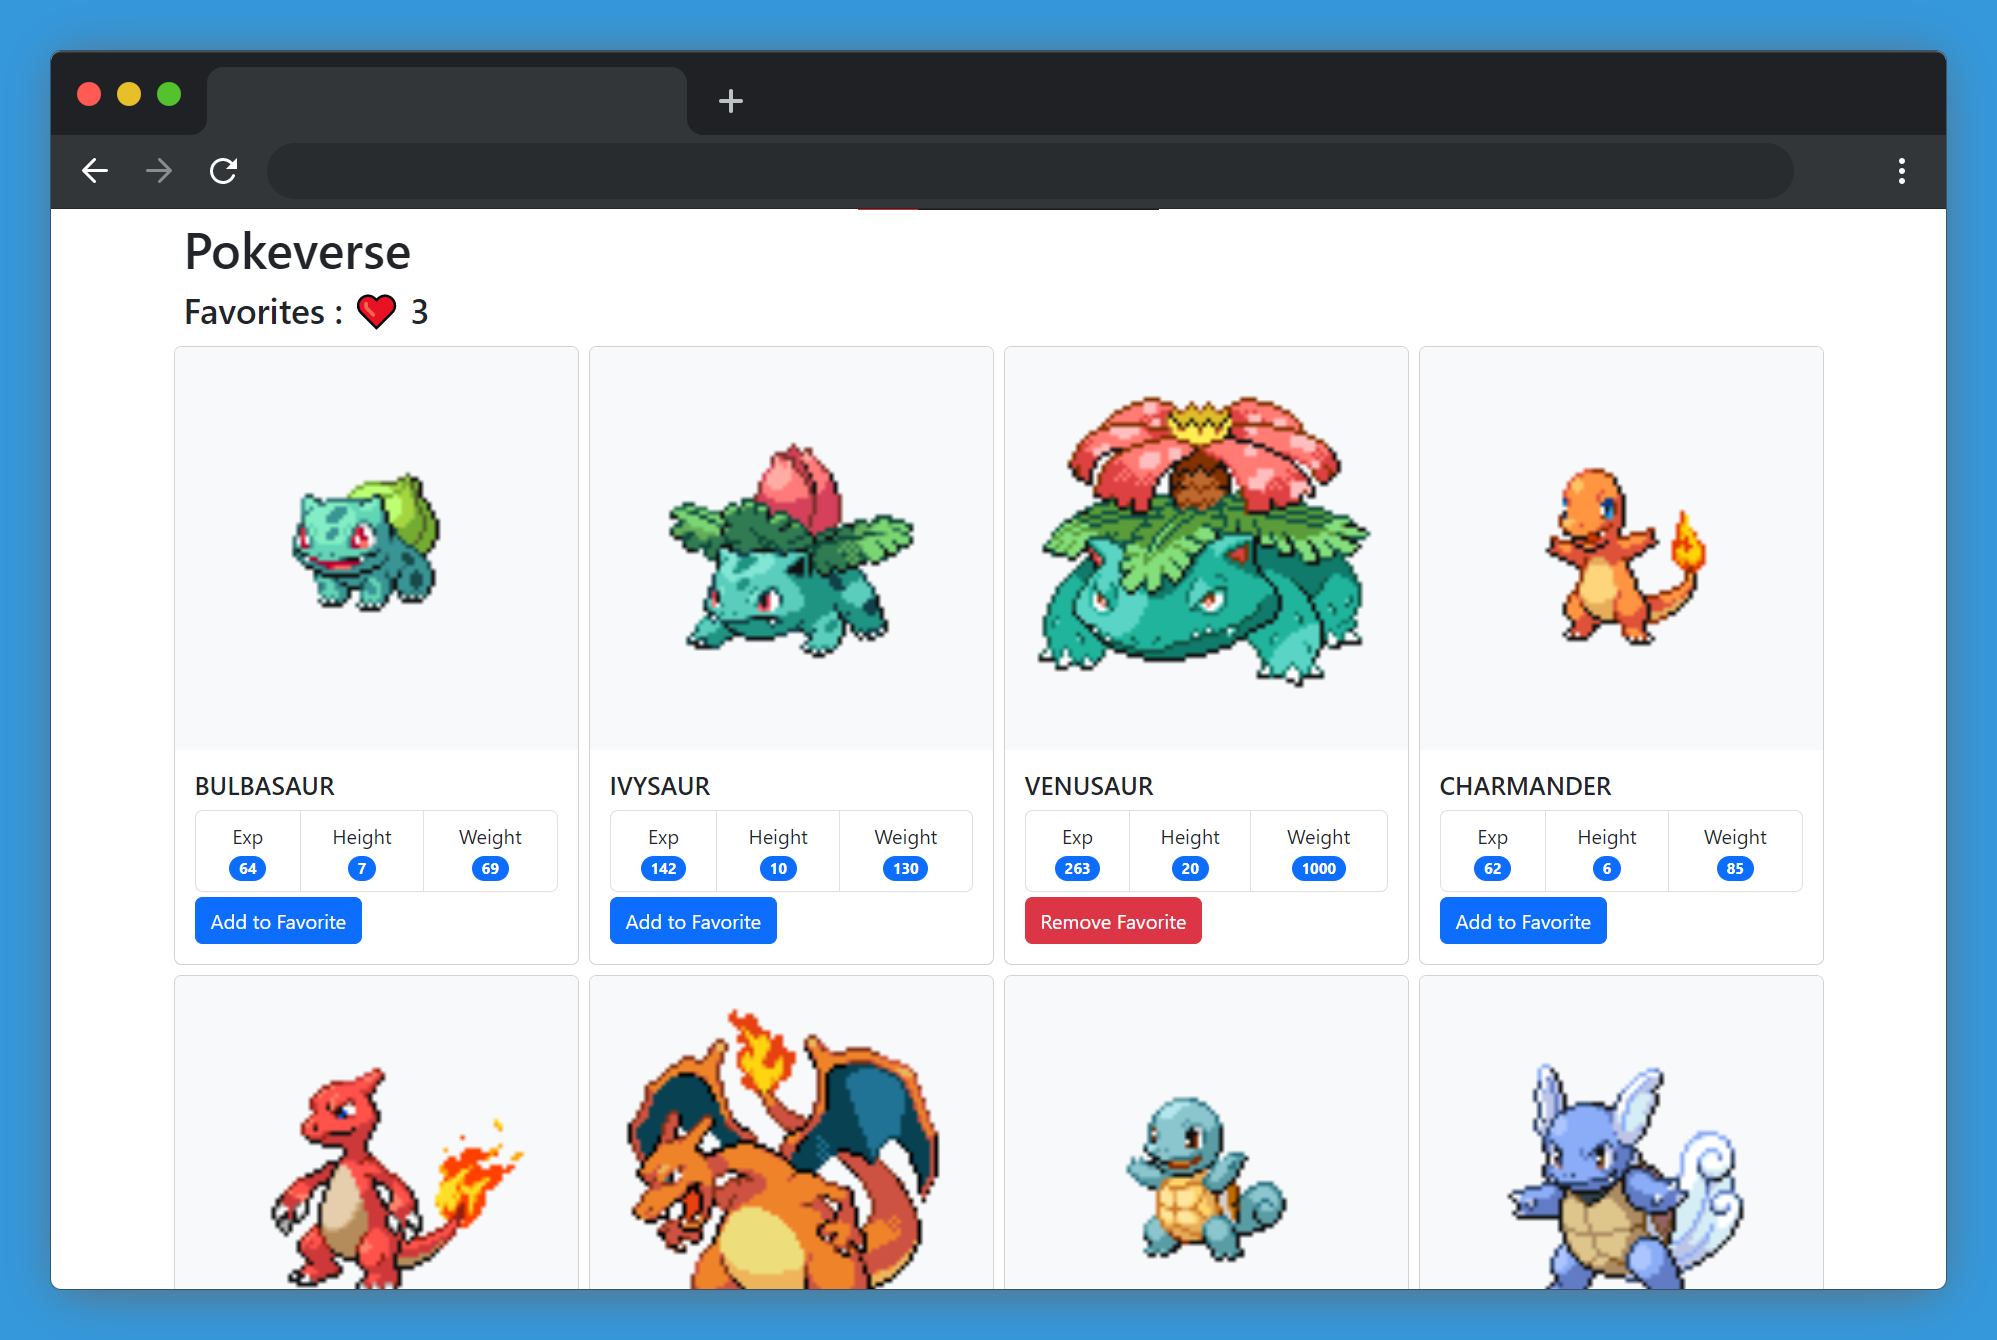 Pokeverse
Favorites : 3
BULBASAUR
Exp Height Weight
64 7 69
Add to Favorite
IVYSAUR
Exp Height Weight
142 10 130
Add to Favorite
VENUSAUR
Exp Height Weight
263 20 1000
Remove Favorite
CHARMANDER
Exp Height Weight
62 6 85
Add to Favorite